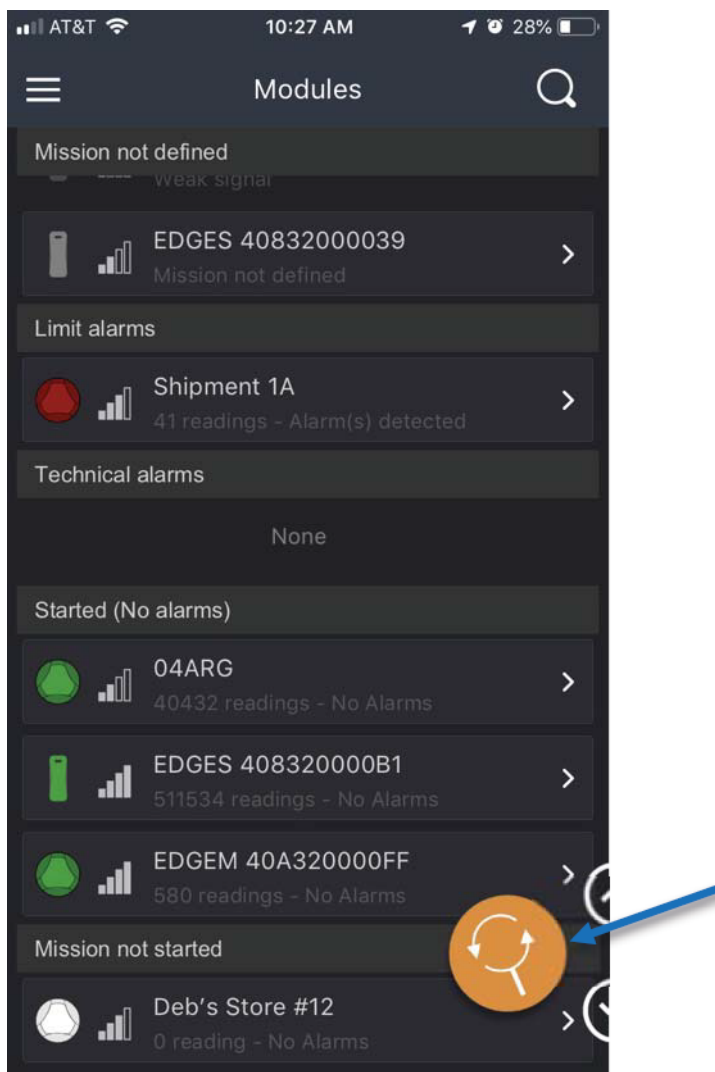 AT&T 10:27 AM 28%
Modules
Mission not defined
Weak signal
EDGES 40832000039
Mission not defined
Limit alarms
Shipment 1A
41 readings - Alarm(s) detected
Technical alarms
None
Started (No alarms)
04ARG
40432 readings - No Alarms
EDGES 408320000B1
511534 readings - No Alarms
EDGEM 40A320000FF
580 readings - No Alarms
Mission not started
Deb's Store #12
0 reading - No Alarms